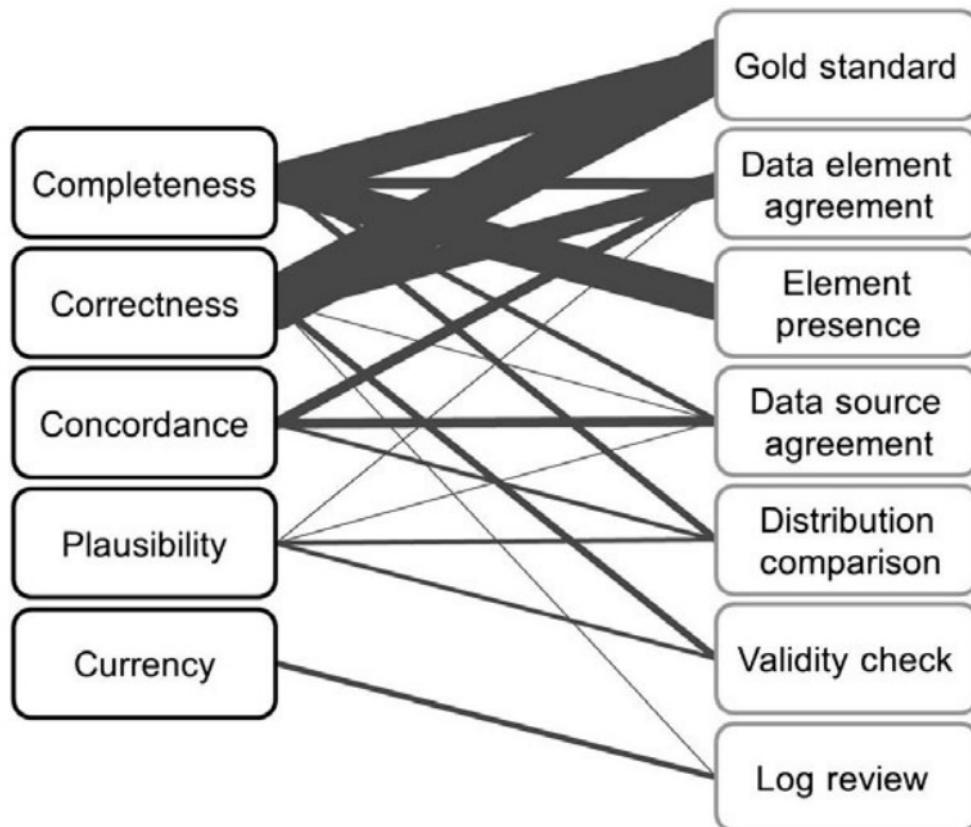 Completeness
Correctness
Concordance
Plausibility
Currency
Gold standard
Data element
agreement
Element
presence
Data source
agreement
Distribution
comparison
Validity check
Log review